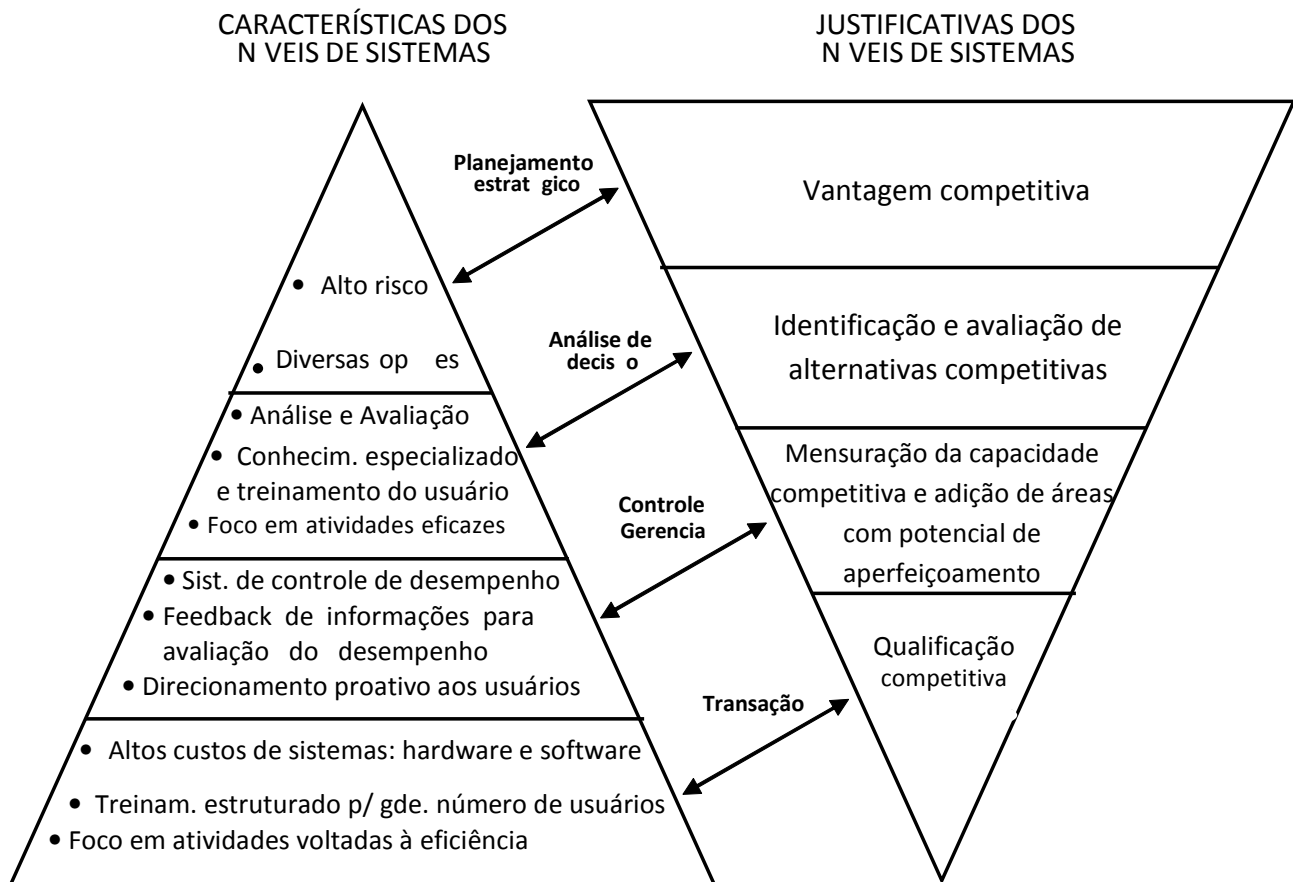 CARACTERÍSTICAS DOS
N VEIS DE SISTEMAS
JUSTIFICATIVAS DOS
N VEIS DE SISTEMAS
Planejamento
estrat gico
Vantagem competitiva
• Alto risco
• Diversas op es
Análise de
decis o
Identificação e avaliação de
alternativas competitivas
• Análise e Avaliação
• Conhecim. especializado
e treinamento do usuário
• Foco em atividades eficazes
Controle
Gerencia
Mensuração da capacidade
competitiva e adição de áreas
com potencial de
aperfeiçoamento
• Sist. de controle de desempenho
• Feedback de informações para
avaliação do desempenho
• Direcionamento proativo aos usuários
Transação
Qualificação
competitiva
• Altos custos de sistemas: hardware e software
• Treinam. estruturado p/ gde. número de usuários
• Foco em atividades voltadas à eficiência